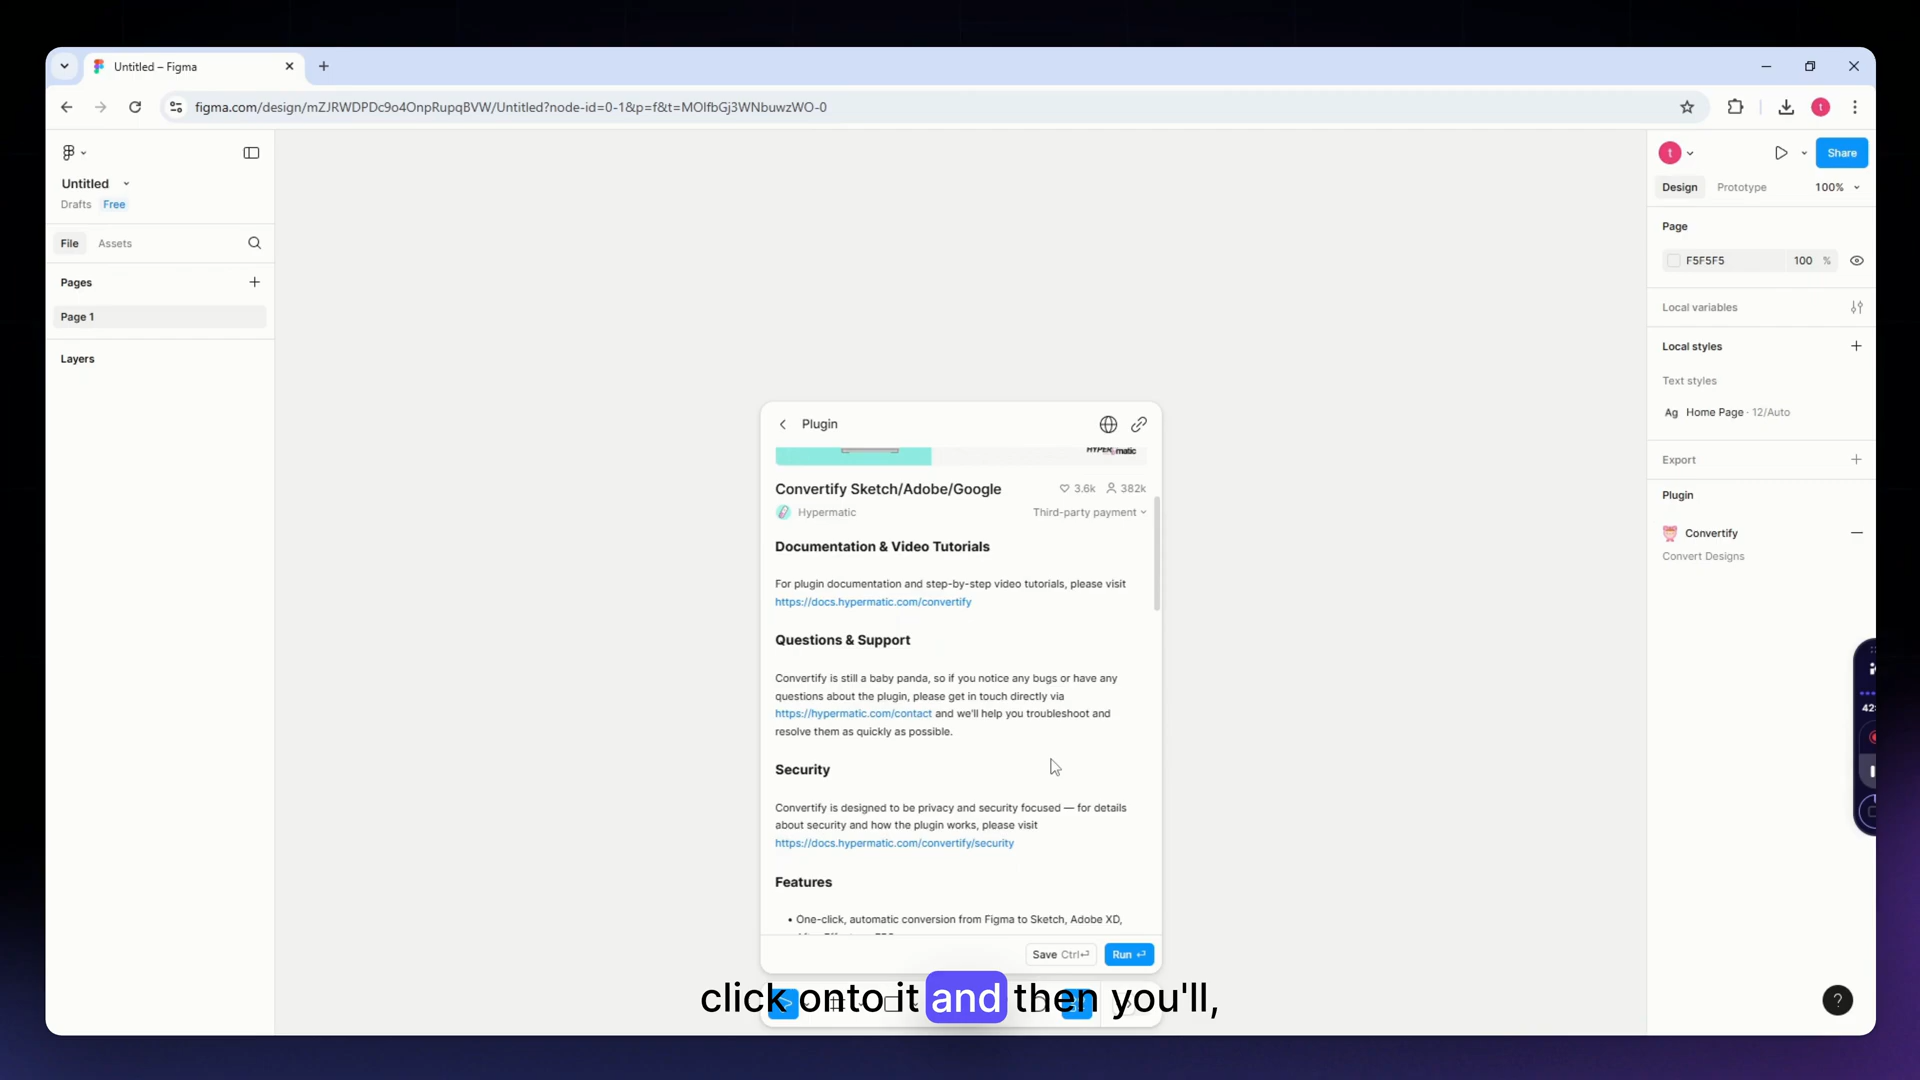 Untitled – Figma
figma.com/design/mZJRWDPDc9o4OnpRupqBVW/Untitled?node-id=0-1&p=f&t=MOlfbGj3WNbuwzWO-0
t
Untitled
Drafts Free
File Assets
Pages
Page 1
Layers
t
Share
Design Prototype 100%
Page
F5F5F5 100 %
Local variables
Local styles
Text styles
Ag Home Page · 12/Auto
Export
Plugin
Convertify
Convert Designs
Plugin
HYPERmatic
Convertify Sketch/Adobe/Google 3.6k 382k
Hypermatic Third-party payment
Documentation & Video Tutorials
For plugin documentation and step-by-step video tutorials, please visit
https://docs.hypermatic.com/convertify
Questions & Support
Convertify is still a baby panda, so if you notice any bugs or have any
questions about the plugin, please get in touch directly via
https://hypermatic.com/contact and we'll help you troubleshoot and
resolve them as quickly as possible.
Security
Convertify is designed to be privacy and security focused — for details
about security and how the plugin works, please visit
https://docs.hypermatic.com/convertify/security
Features
• One-click, automatic conversion from Figma to Sketch, Adobe XD,
Save Ctrl Run
click onto it and then you'll,
?